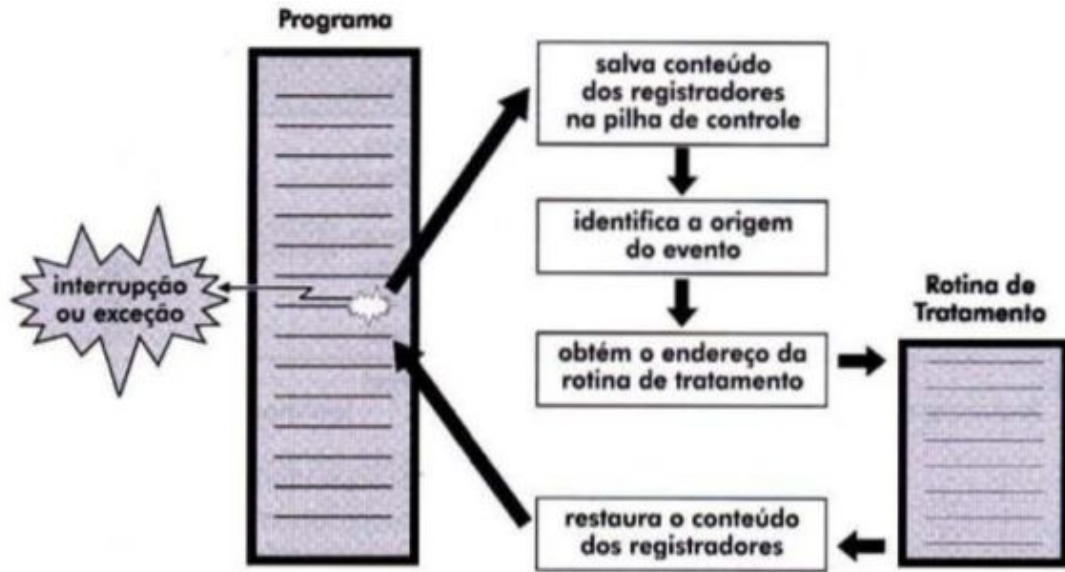 Programa
interrupção
ou exceção
salva conteúdo
dos registradores
na pilha de controle
identifica a origem
do evento
obtém o endereço da
rotina de tratamento
Rotina de
Tratamento
restaura o conteúdo
dos registradores